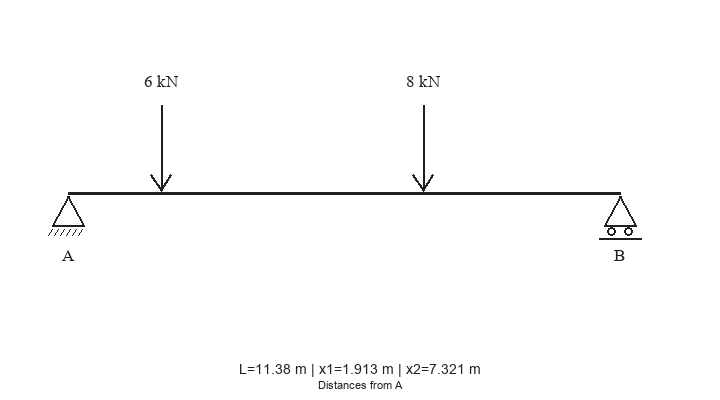 6 kN
8 kN
A
B
L=11.38 m | x1=1.913 m | x2=7.321 m
Distances from A